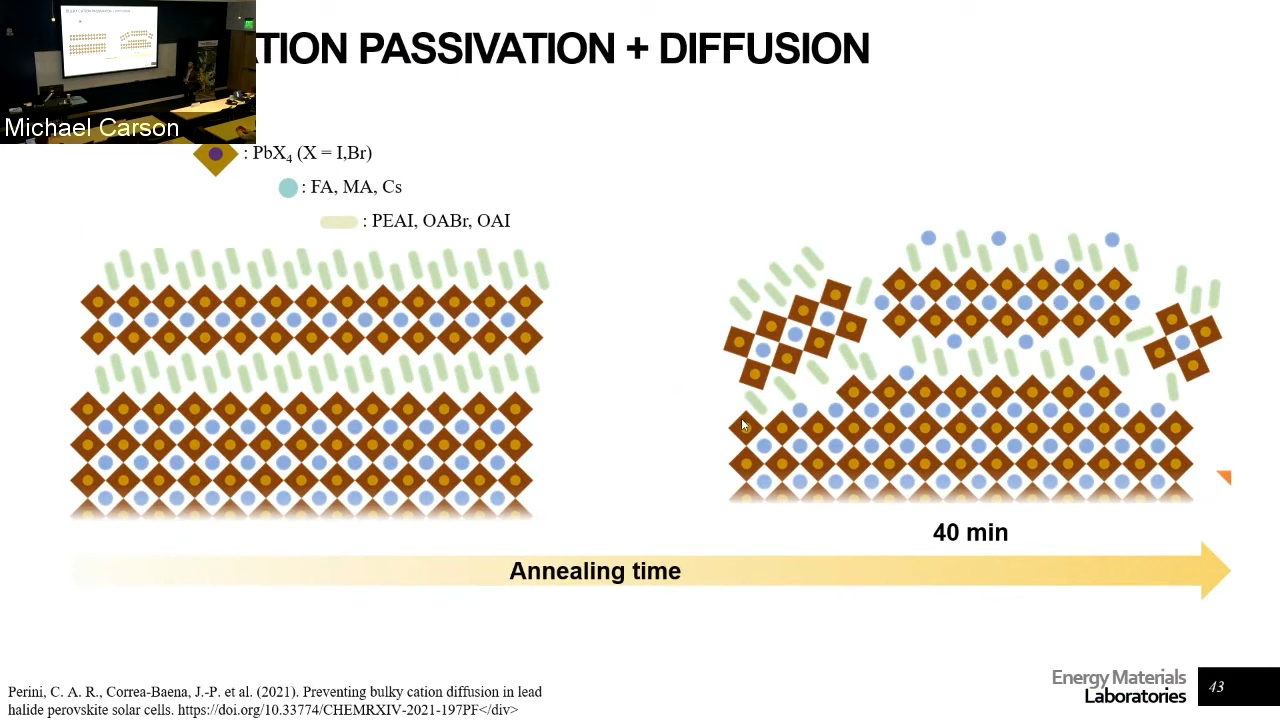 TION PASSIVATION + DIFFUSION
Michael Carson
: PbX₄ (X = I,Br)
: FA, MA, Cs
: PEAI, OABr, OAI
40 min
Annealing time
Perini, C. A. R., Correa-Baena, J.-P. et al. (2021). Preventing bulky cation diffusion in lead
halide perovskite solar cells. https://doi.org/10.33774/CHEMRXIV-2021-197PF</div>
Energy Materials
Laboratories
43